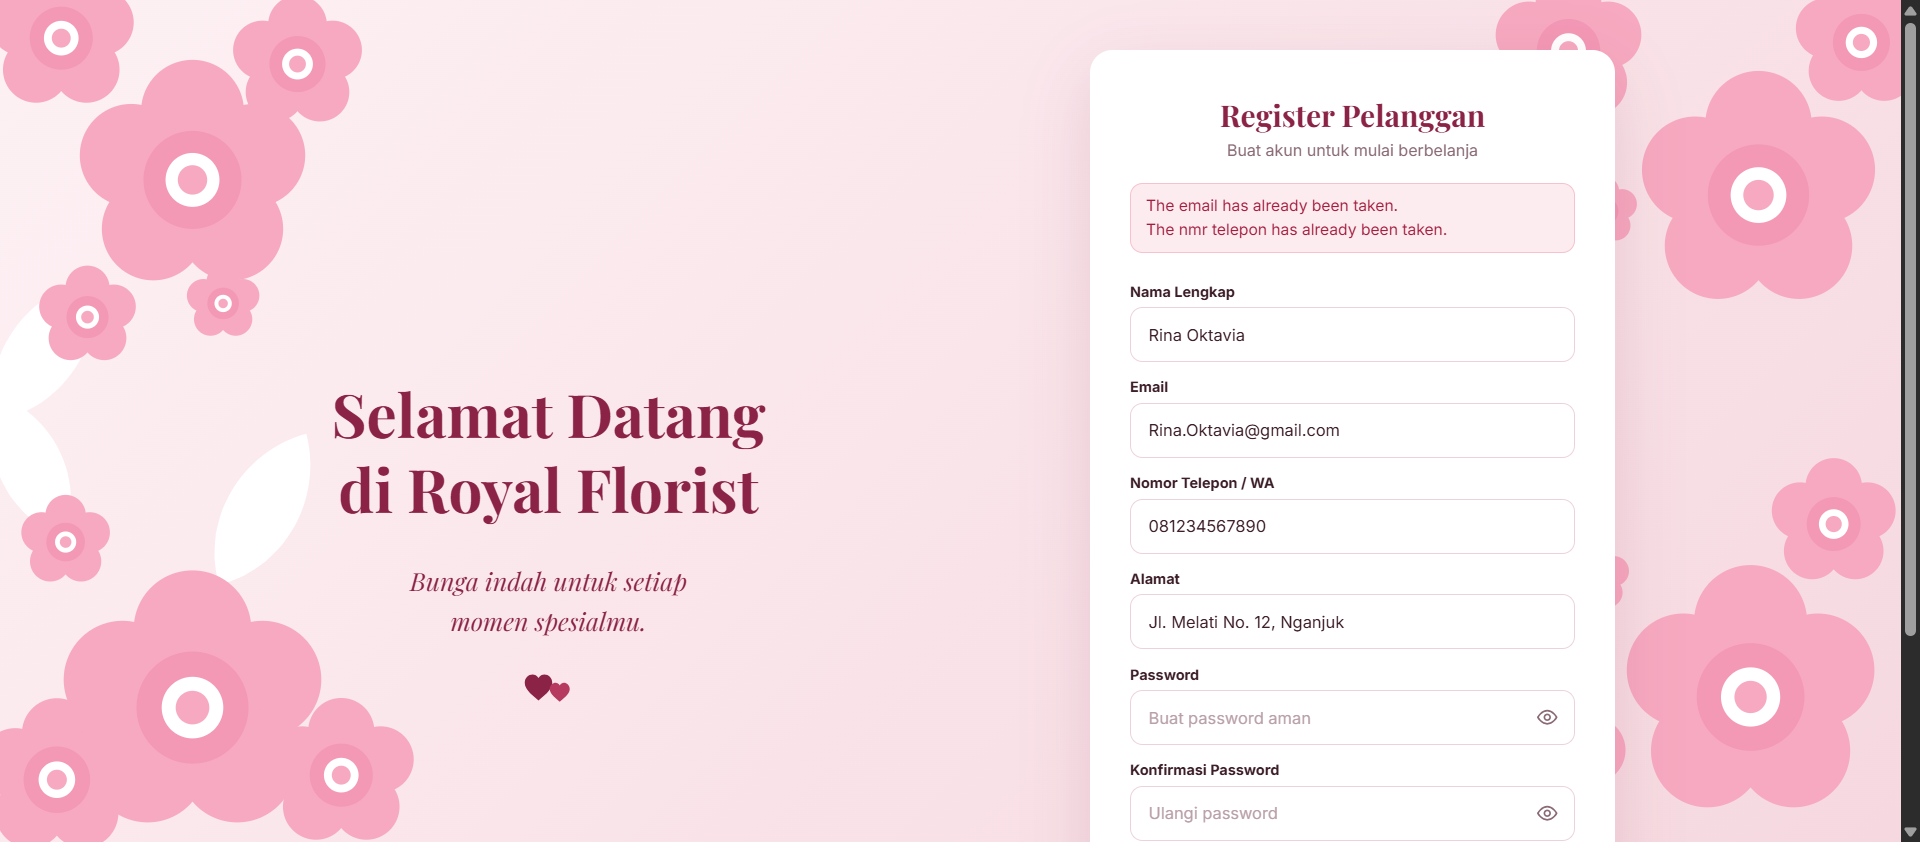 Selamat Datang
di Royal Florist
Bunga indah untuk setiap
momen spesialmu.
Register Pelanggan
Buat akun untuk mulai berbelanja
The email has already been taken.
The nmr telepon has already been taken.
Nama Lengkap
Rina Oktavia
Email
Rina.Oktavia@gmail.com
Nomor Telepon / WA
081234567890
Alamat
Jl. Melati No. 12, Nganjuk
Password
Buat password aman
Konfirmasi Password
Ulangi password